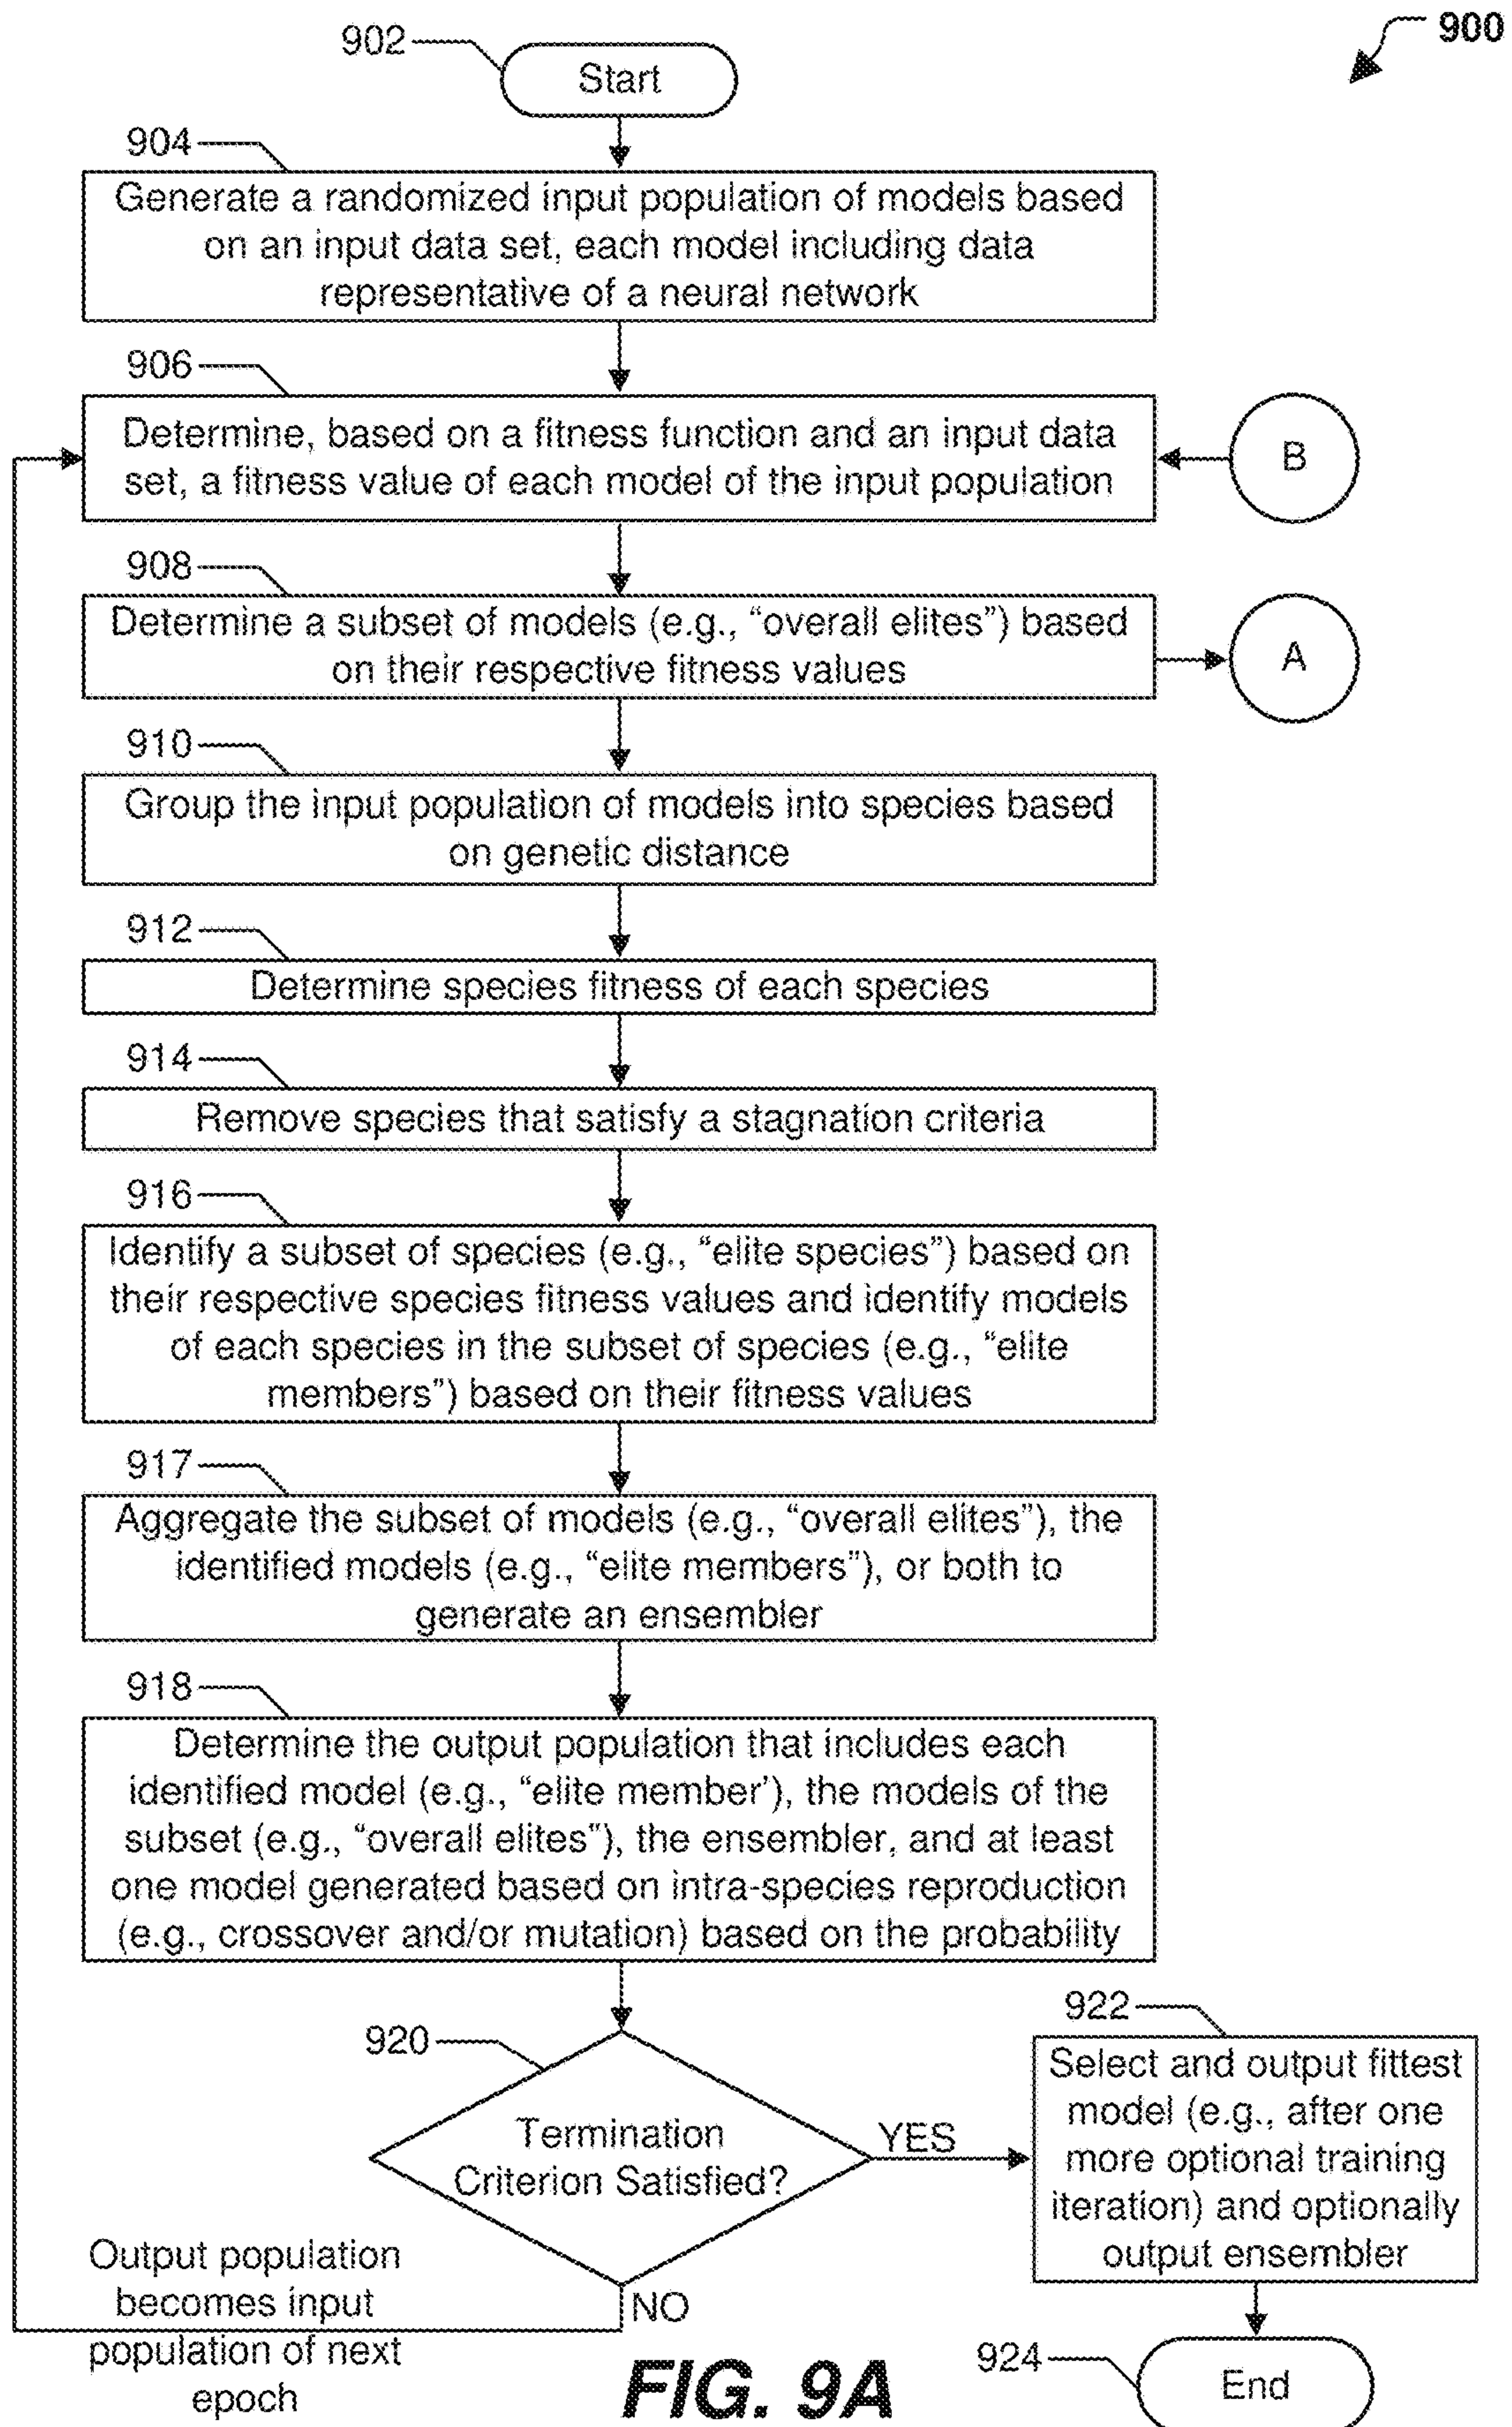 900
902
Start
904
Generate a randomized input population of models based
on an input data set, each model including data
representative of a neural network
906
Determine, based on a fitness function and an input data
set, a fitness value of each model of the input population
B
908
Determine a subset of models (e.g., “overall elites”) based
on their respective fitness values
A
910
Group the input population of models into species based
on genetic distance
912
Determine species fitness of each species
914
Remove species that satisfy a stagnation criteria
916
Identify a subset of species (e.g., “elite species”) based on
their respective species fitness values and identify models
of each species in the subset of species (e.g., “elite
members”) based on their fitness values
917
Aggregate the subset of models (e.g., “overall elites”), the
identified models (e.g., “elite members”), or both to
generate an ensembler
918
Determine the output population that includes each
identified model (e.g., “elite member’), the models of the
subset (e.g., “overall elites”), the ensembler, and at least
one model generated based on intra-species reproduction
(e.g., crossover and/or mutation) based on the probability
920
Termination
Criterion Satisfied?
YES
922
Select and output fittest
model (e.g., after one
more optional training
iteration) and optionally
output ensembler
NO
Output population
becomes input
population of next
epoch
924
End
FIG. 9A